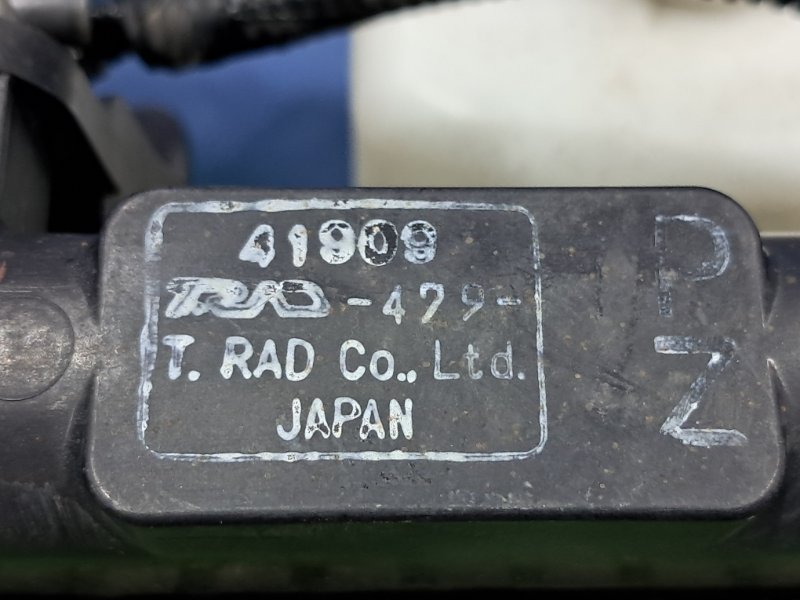 41909
TRAD -479-
T. RAD Co., Ltd.
JAPAN
P
Z